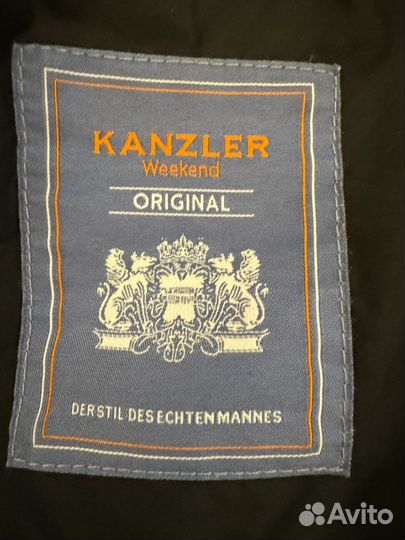 KANZLER
Weekend
ORIGINAL
DER STIL DES ECHTEN MANNES
Avito